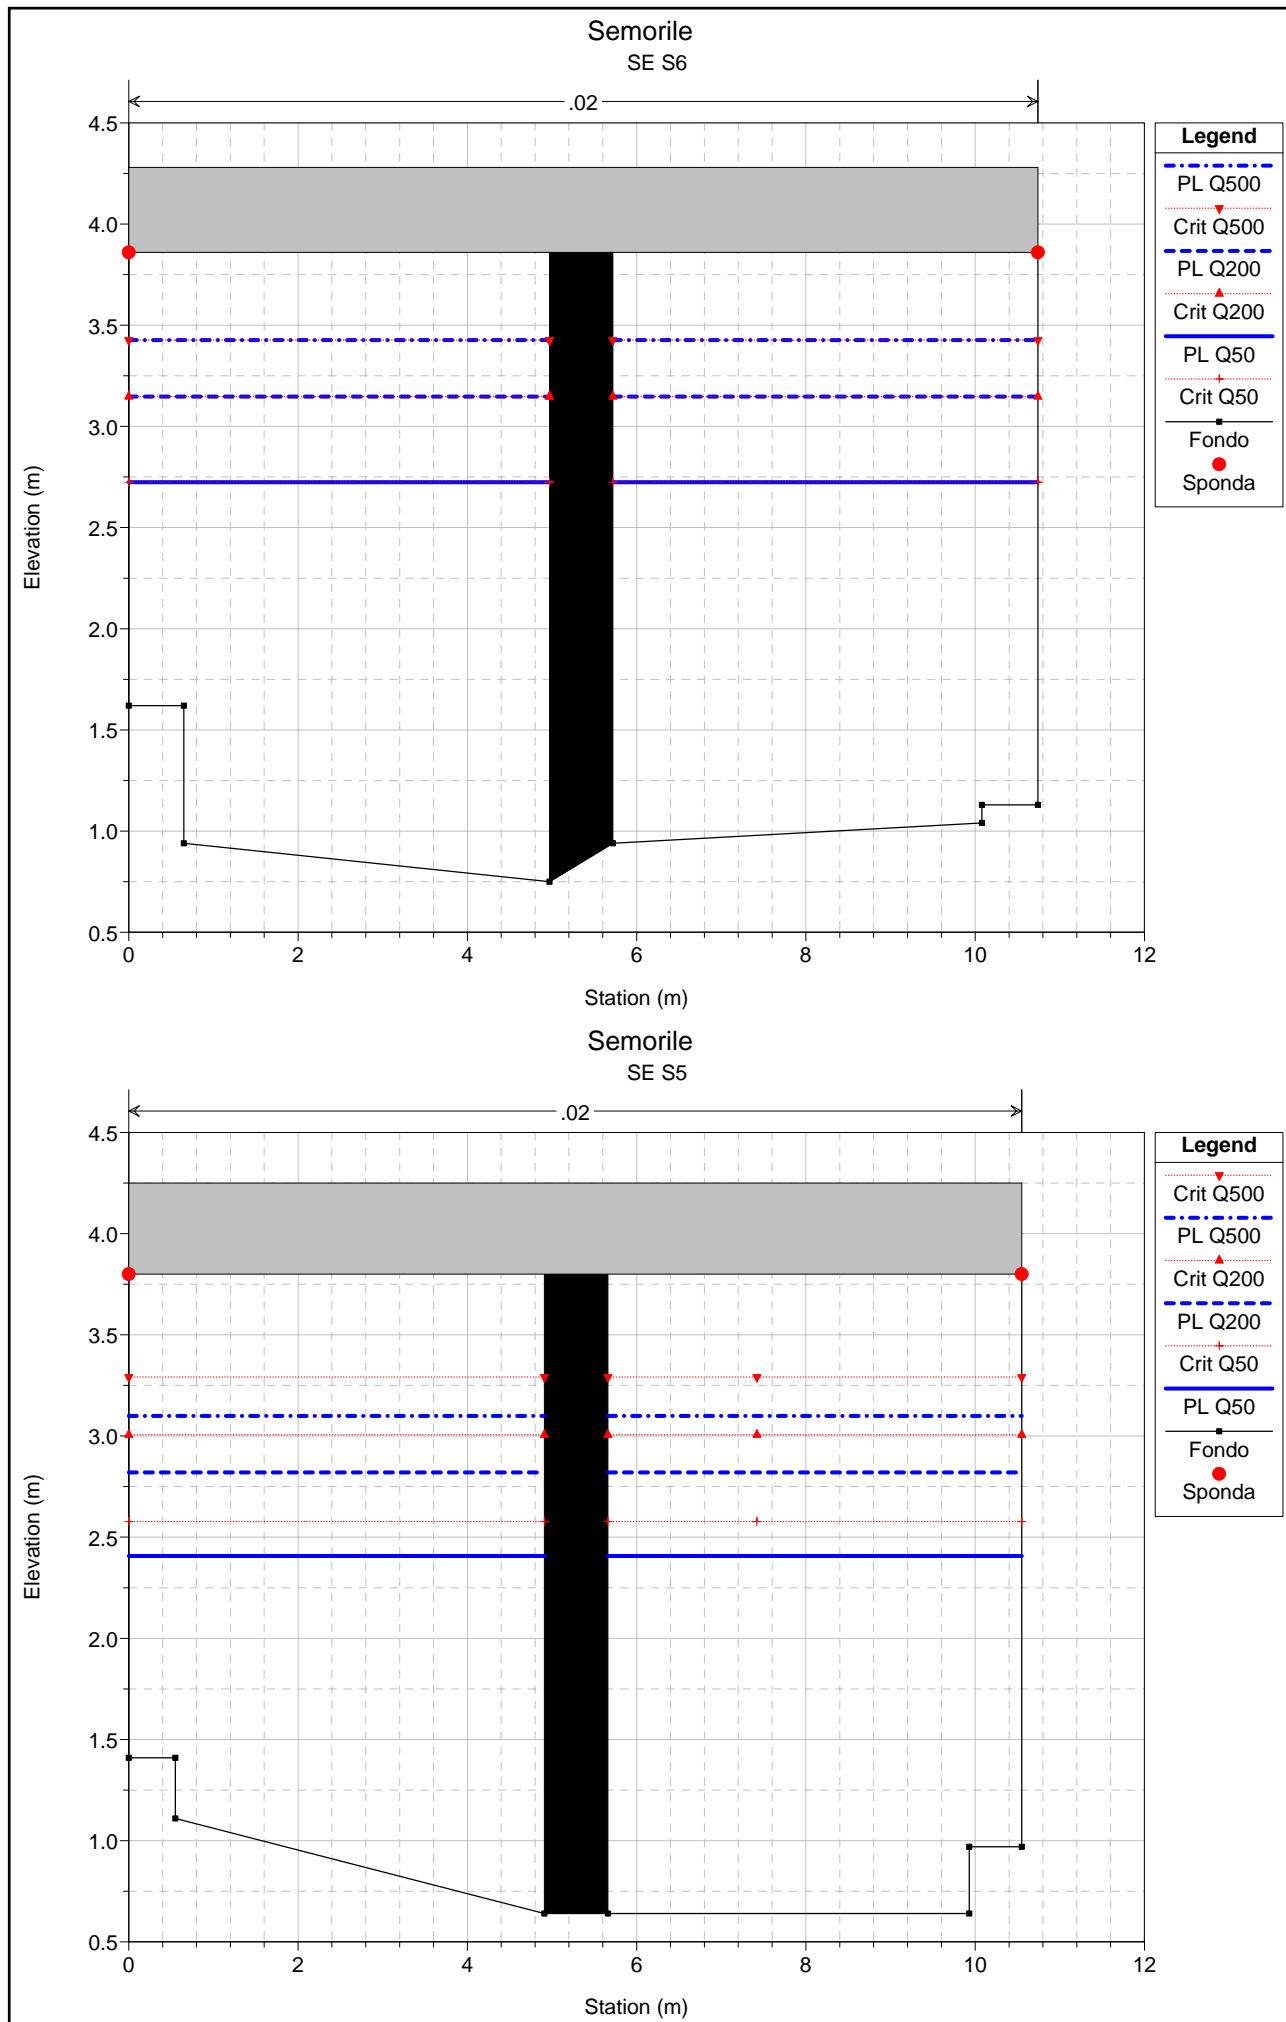 Semorile
SE S6
.02
4.5
4.0
3.5
3.0
2.5
2.0
1.5
1.0
0.5
0 2 4 6 8 10 12
Elevation (m)
Station (m)
Legend
PL Q500
Crit Q500
PL Q200
Crit Q200
PL Q50
Crit Q50
Fondo
Sponda
Semorile
SE S5
.02
4.5
4.0
3.5
3.0
2.5
2.0
1.5
1.0
0.5
0 2 4 6 8 10 12
Elevation (m)
Station (m)
Legend
Crit Q500
PL Q500
Crit Q200
PL Q200
Crit Q50
PL Q50
Fondo
Sponda